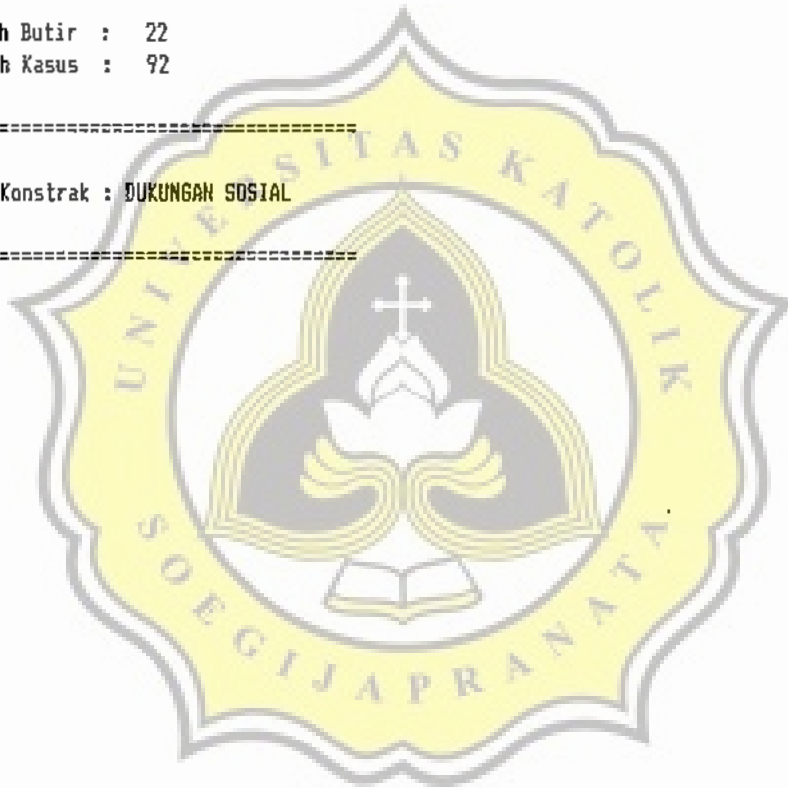 h Butir : 22
h Kasus : 92
Konstrak : DUKUNGAN SOSIAL
UNIVERSITAS KATOLIK
SOEGIJAPRANATA